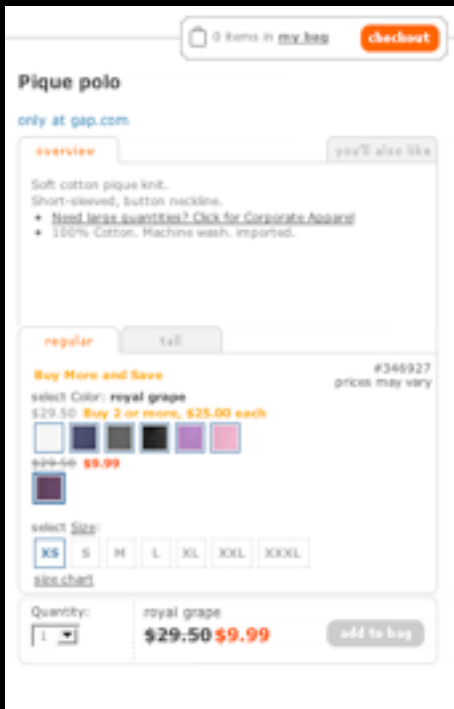 0 items in my bag
checkout
Pique polo
only at gap.com
overview
you'll also like
Soft cotton pique knit.
Short-sleeved, button neckline.
• Need large quantities? Click for Corporate Apparel
• 100% Cotton. Machine wash. imported.
regular
tall
Buy More and Save
#346927
prices may vary
select Color: royal grape
$29.50 Buy 2 or more, $25.00 each
$29.50 $9.99
select Size:
XS S M L XL XXL XXXL
size chart
Quantity:
1
royal grape
$29.50 $9.99
add to bag